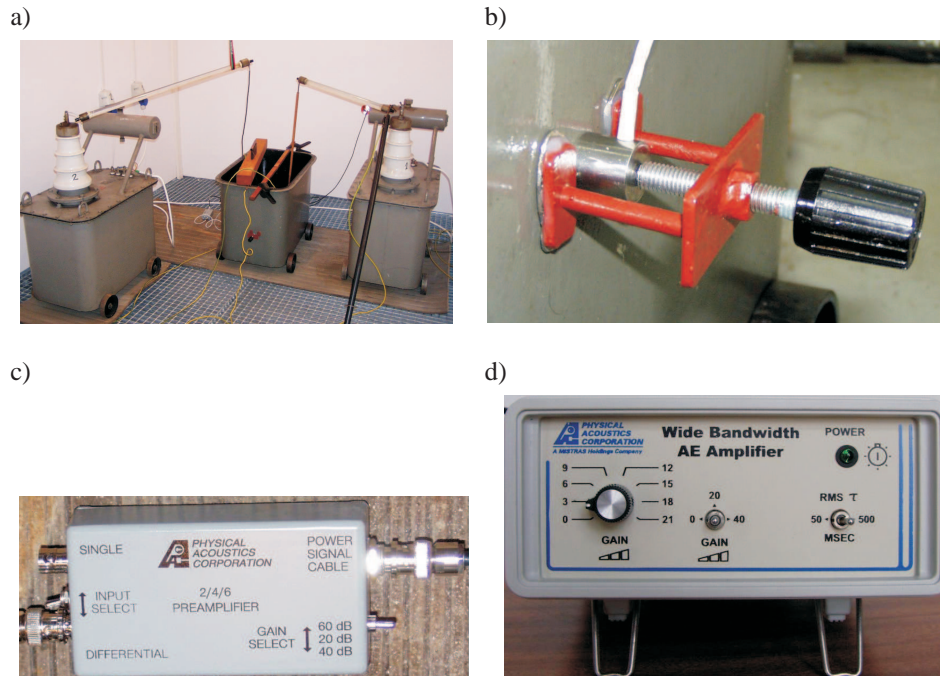 a)
b)
2
1
c)
d)
SINGLE
PHYSICAL
ACOUSTICS
CORPORATION
POWER
SIGNAL
CABLE
INPUT
SELECT
2/4/6
PREAMPLIFIER
GAIN
SELECT
60 dB
20 dB
40 dB
DIFFERENTIAL
PHYSICAL
ACOUSTICS
CORPORATION
A MISTRAS Holdings Company
Wide Bandwidth
AE Amplifier
POWER
9 12
6 15
3 18
0 21
GAIN
20
0 40
GAIN
RMS τ
50 500
MSEC